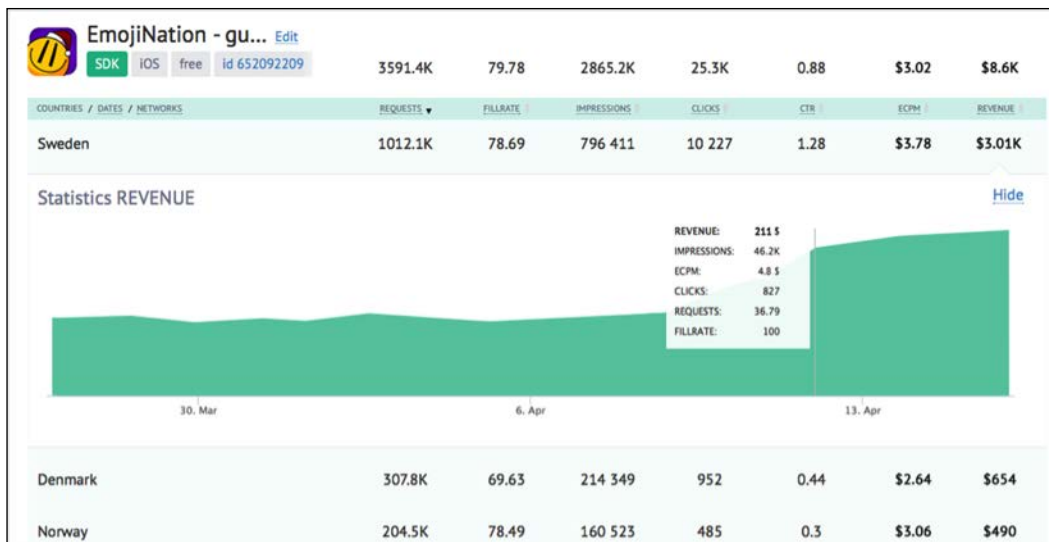 EmojiNation - gu... Edit
SDK iOS free id 652092209 3591.4K 79.78 2865.2K 25.3K 0.88 $3.02 $8.6K
COUNTRIES / DATES / NETWORKS REQUESTS FILLRATE IMPRESSIONS CLICKS CTR ECPM REVENUE
Sweden 1012.1K 78.69 796 411 10 227 1.28 $3.78 $3.01K
Statistics REVENUE Hide
REVENUE: 211 $
IMPRESSIONS: 46.2K
ECPM: 4.8 $
CLICKS: 827
REQUESTS: 36.79
FILLRATE: 100
30. Mar 6. Apr 13. Apr
Denmark 307.8K 69.63 214 349 952 0.44 $2.64 $654
Norway 204.5K 78.49 160 523 485 0.3 $3.06 $490